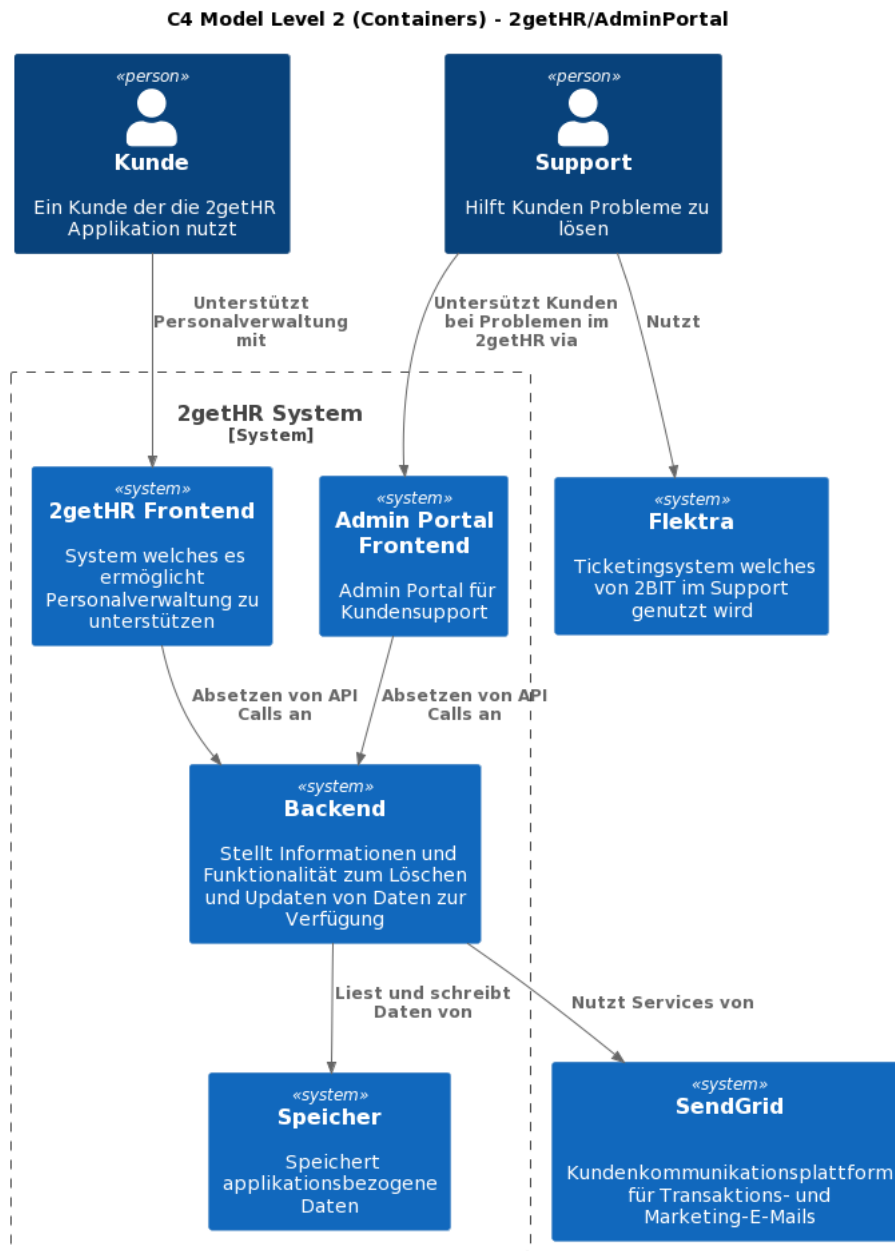 C4 Model Level 2 (Containers) - 2getHR/AdminPortal
«person»
Kunde
Ein Kunde der die 2getHR
Applikation nutzt
«person»
Support
Hilft Kunden Probleme zu
lösen
Unterstützt
Personalverwaltung
mit
Untersützt Kunden
bei Problemen im
2getHR via
Nutzt
2getHR System
[System]
«system»
2getHR Frontend
System welches es
ermöglicht
Personalverwaltung zu
unterstützen
«system»
Admin Portal
Frontend
Admin Portal für
Kundensupport
«system»
Flektra
Ticketingsystem welches
von 2BIT im Support
genutzt wird
Absetzen von API
Calls an
Absetzen von API
Calls an
«system»
Backend
Stellt Informationen und
Funktionalität zum Löschen
und Updaten von Daten zur
Verfügung
Liest und schreibt
Daten von
Nutzt Services von
«system»
Speicher
Speichert
applikationsbezogene
Daten
«system»
SendGrid
Kundenkommunikationsplattform
für Transaktions- und
Marketing-E-Mails